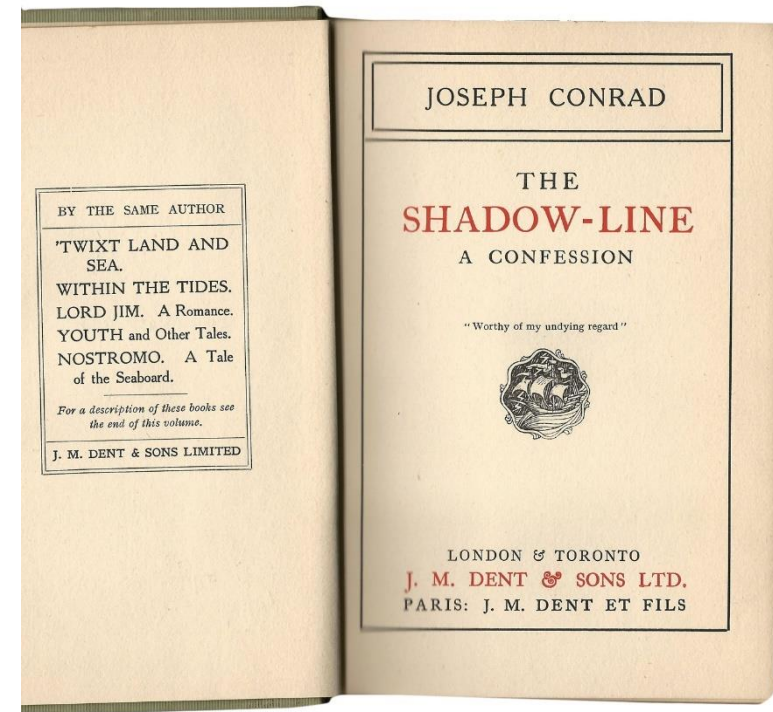 BY THE SAME AUTHOR
'TWIXT LAND AND
SEA.
WITHIN THE TIDES.
LORD JIM. A Romance.
YOUTH and Other Tales.
NOSTROMO. A Tale
of the Seaboard.
For a description of these books see
the end of this volume.
J. M. DENT & SONS LIMITED
JOSEPH CONRAD
THE
SHADOW-LINE
A CONFESSION
"Worthy of my undying regard"
LONDON & TORONTO
J. M. DENT & SONS LTD.
PARIS: J. M. DENT ET FILS